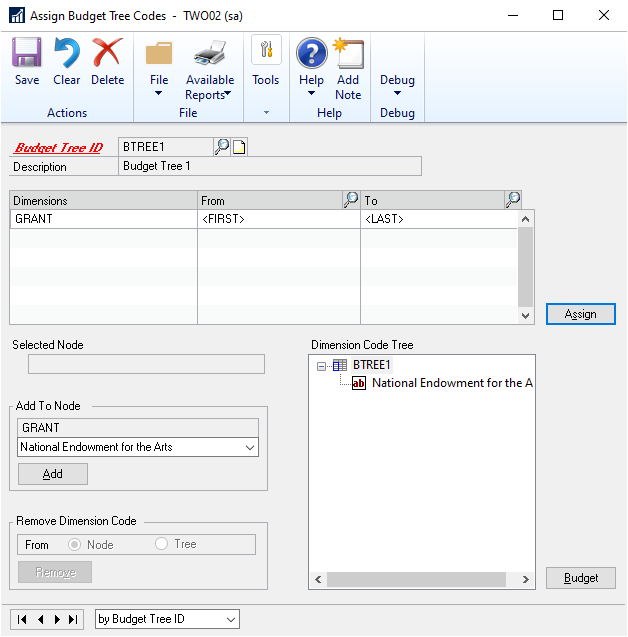 Assign Budget Tree Codes  -  TWO02 (sa)
Save Clear Delete File Available Reports Tools Help Add Note Debug
Actions File Help Debug
Budget Tree ID BTREE1
Description Budget Tree 1
Dimensions From To
GRANT <FIRST> <LAST>
Assign
Selected Node
Dimension Code Tree
BTREE1
ab National Endowment for the A
Add To Node
GRANT
National Endowment for the Arts
Add
Remove Dimension Code
From Node Tree
Remove
Budget
by Budget Tree ID